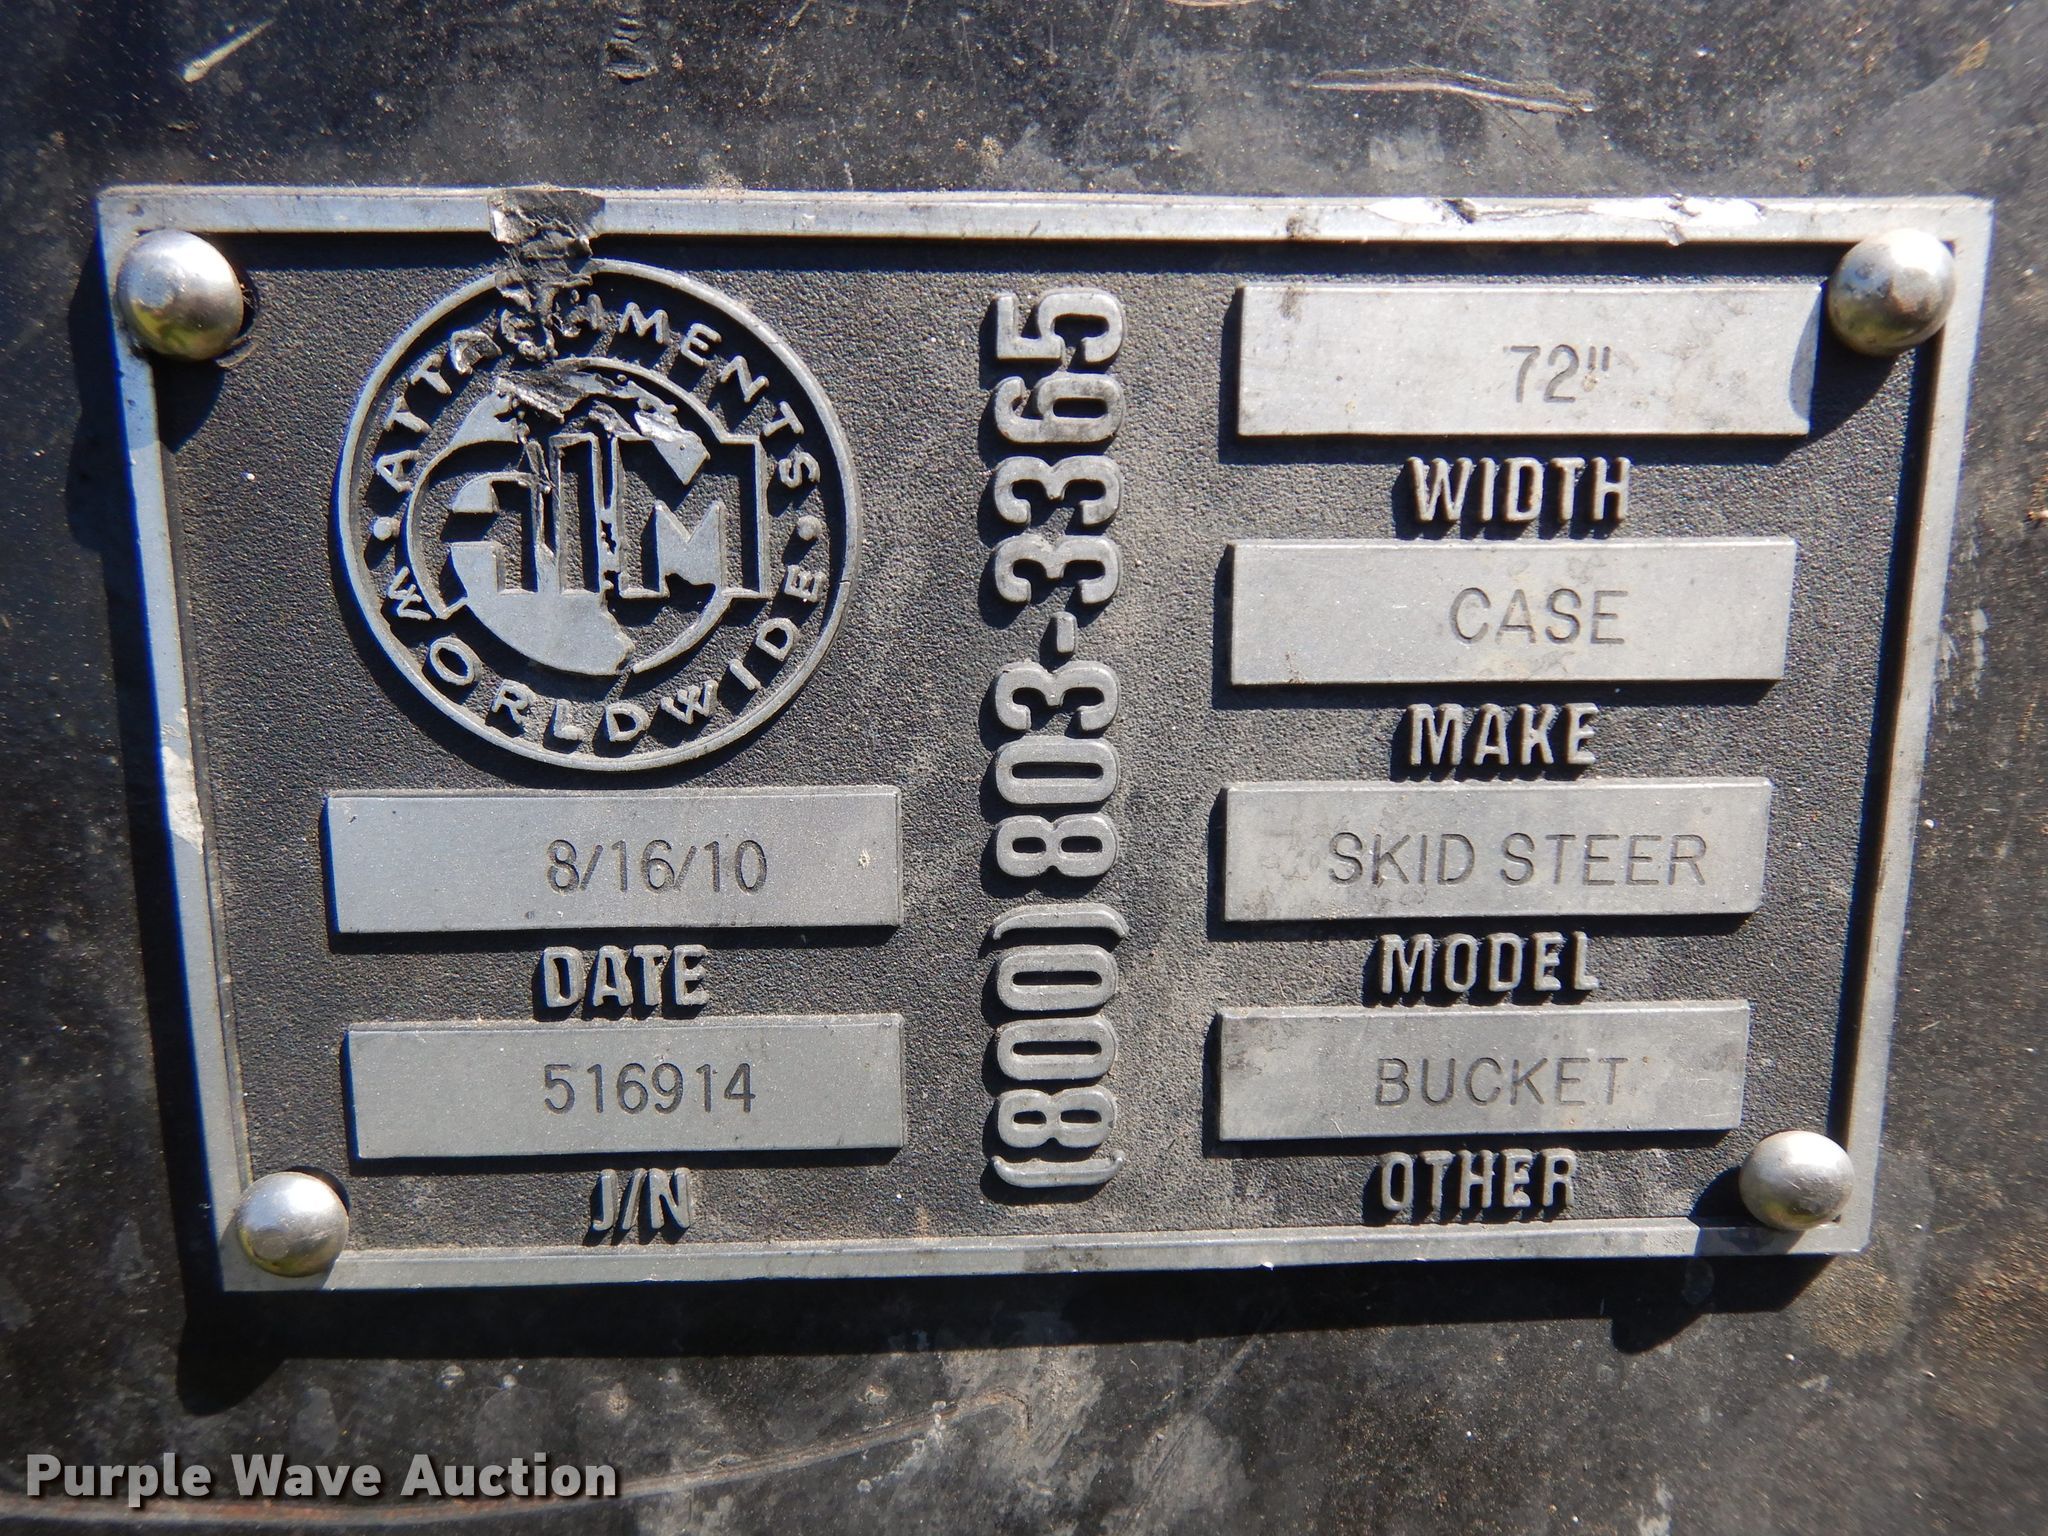 ATTACHMENTS
JIM
• WORLDWIDE •
8/16/10
DATE
516914
J/N
(800) 803-3365
72"
WIDTH
CASE
MAKE
SKID STEER
MODEL
BUCKET
OTHER
Purple Wave Auction